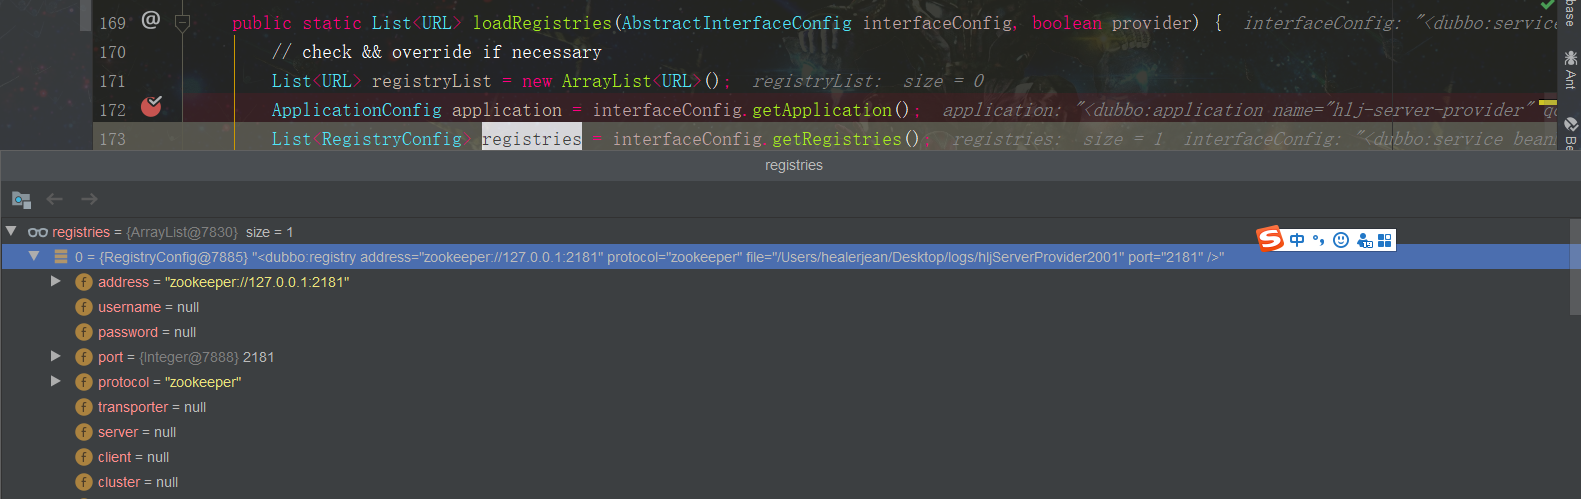 169 @ public static List<URL> loadRegistries(AbstractInterfaceConfig interfaceConfig, boolean provider) { interfaceConfig: "<dubbo:service
170 // check && override if necessary
171 List<URL> registryList = new ArrayList<URL>(); registryList: size = 0
172 ApplicationConfig application = interfaceConfig.getApplication(); application: "<dubbo:application name="hlj-server-provider"
173 List<RegistryConfig> registries = interfaceConfig.getRegistries(); registries: size = 1 interfaceConfig: "<dubbo:service bean
base
Ant
Be
registries
registries = {ArrayList@7830} size = 1
0 = {RegistryConfig@7885} "<dubbo:registry address="zookeeper://127.0.0.1:2181" protocol="zookeeper" file="/Users/healerjean/Desktop/logs/hljServerProvider2001" port="2181" />"
中 °,
f address = "zookeeper://127.0.0.1:2181"
f username = null
f password = null
f port = {Integer@7888} 2181
f protocol = "zookeeper"
f transporter = null
f server = null
f client = null
f cluster = null